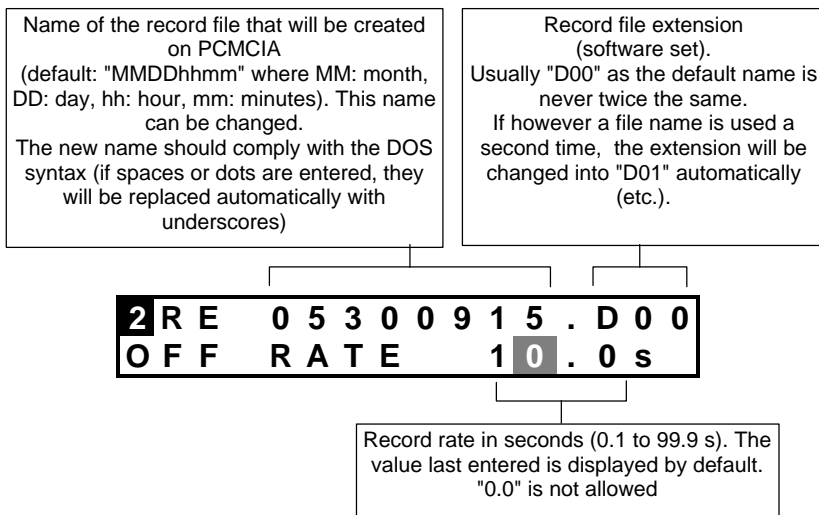 Name of the record file that will be created
on PCMCIA
(default: "MMDDhhmm" where MM: month,
DD: day, hh: hour, mm: minutes). This name
can be changed.
The new name should comply with the DOS
syntax (if spaces or dots are entered, they
will be replaced automatically with
underscores)
Record file extension
(software set).
Usually "D00" as the default name is
never twice the same.
If however a file name is used a
second time, the extension will be
changed into "D01" automatically
(etc.).
2RE 05300915.D00
OFF RATE 10.0s
Record rate in seconds (0.1 to 99.9 s). The
value last entered is displayed by default.
"0.0" is not allowed